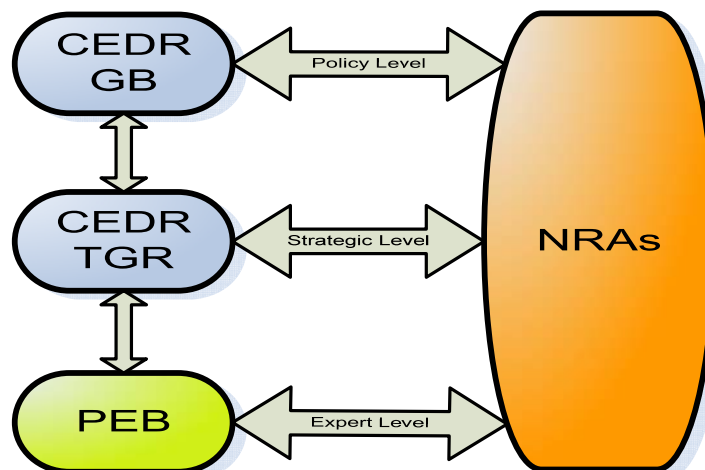 CEDR
GB
Policy Level
CEDR
TGR
Strategic Level
NRAs
PEB
Expert Level